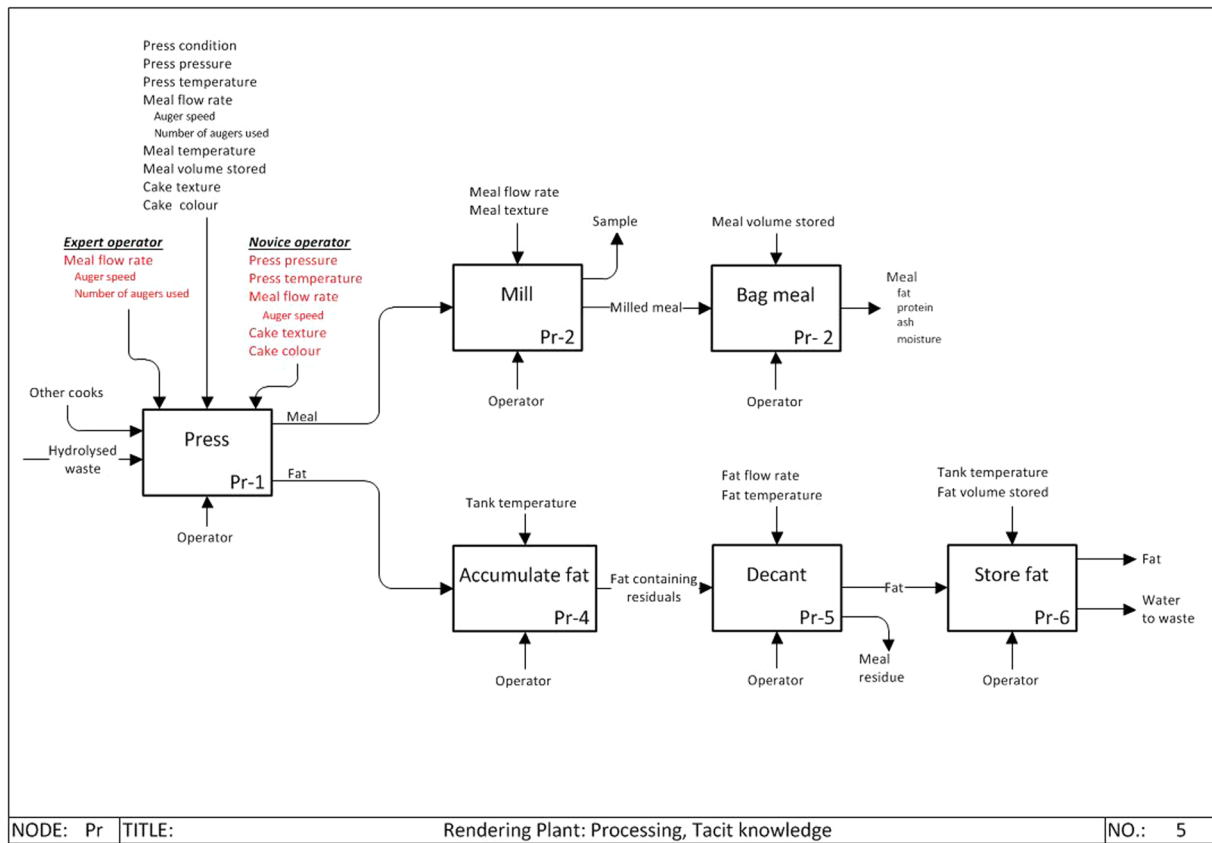 Press condition
Press pressure
Press temperature
Meal flow rate
Auger speed
Number of augers used
Meal temperature
Meal volume stored
Cake texture
Cake colour
Expert operator
Meal flow rate
Auger speed
Number of augers used
Novice operator
Press pressure
Press temperature
Meal flow rate
Auger speed
Cake texture
Cake colour
Other cooks
Hydrolysed
waste
Press
Pr-1
Operator
Meal
Fat
Meal flow rate
Meal texture
Sample
Mill
Pr-2
Milled meal
Operator
Meal volume stored
Bag meal
Pr- 2
Operator
Meal
fat
protein
ash
moisture
Tank temperature
Accumulate fat
Pr-4
Operator
Fat containing
residuals
Fat flow rate
Fat temperature
Decant
Pr-5
Operator
Fat
Meal
residue
Tank temperature
Fat volume stored
Store fat
Pr-6
Operator
Fat
Water
to waste
NODE: Pr TITLE: Rendering Plant: Processing, Tacit knowledge NO.: 5